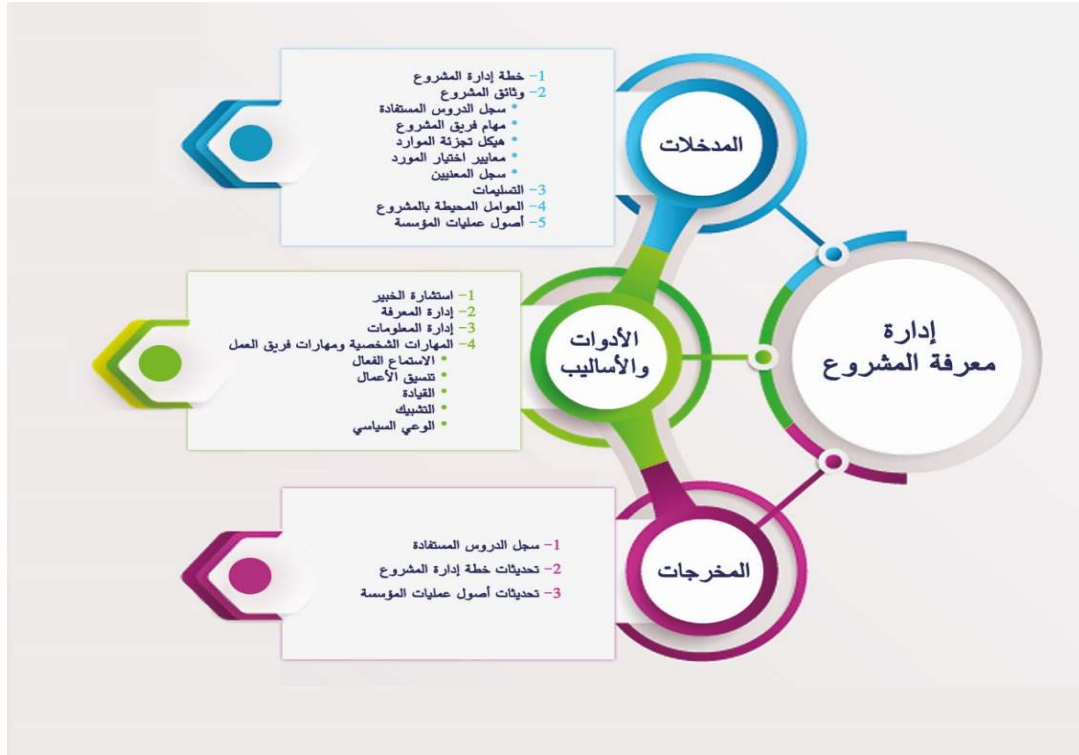 إدارة
معرفة المشروع
المدخلات
1- خطة إدارة المشروع
2- وثائق المشروع
• سجل الدروس المستفادة
• مهام فريق المشروع
• هيكل تجزئة الموارد
• معايير اختيار المورد
• سجل المعنيين
3- التسليمات
4- العوامل المحيطة بالمشروع
5- أصول عمليات المؤسسة
الأدوات
والأساليب
1- استشارة الخبير
2- إدارة المعرفة
3- إدارة المعلومات
4- المهارات الشخصية ومهارات فريق العمل
• الاستماع الفعال
• تنسيق الأعمال
• القيادة
• التشبيك
• الوعي السياسي
المخرجات
1- سجل الدروس المستفادة
2- تحديثات خطة إدارة المشروع
3- تحديثات أصول عمليات المؤسسة